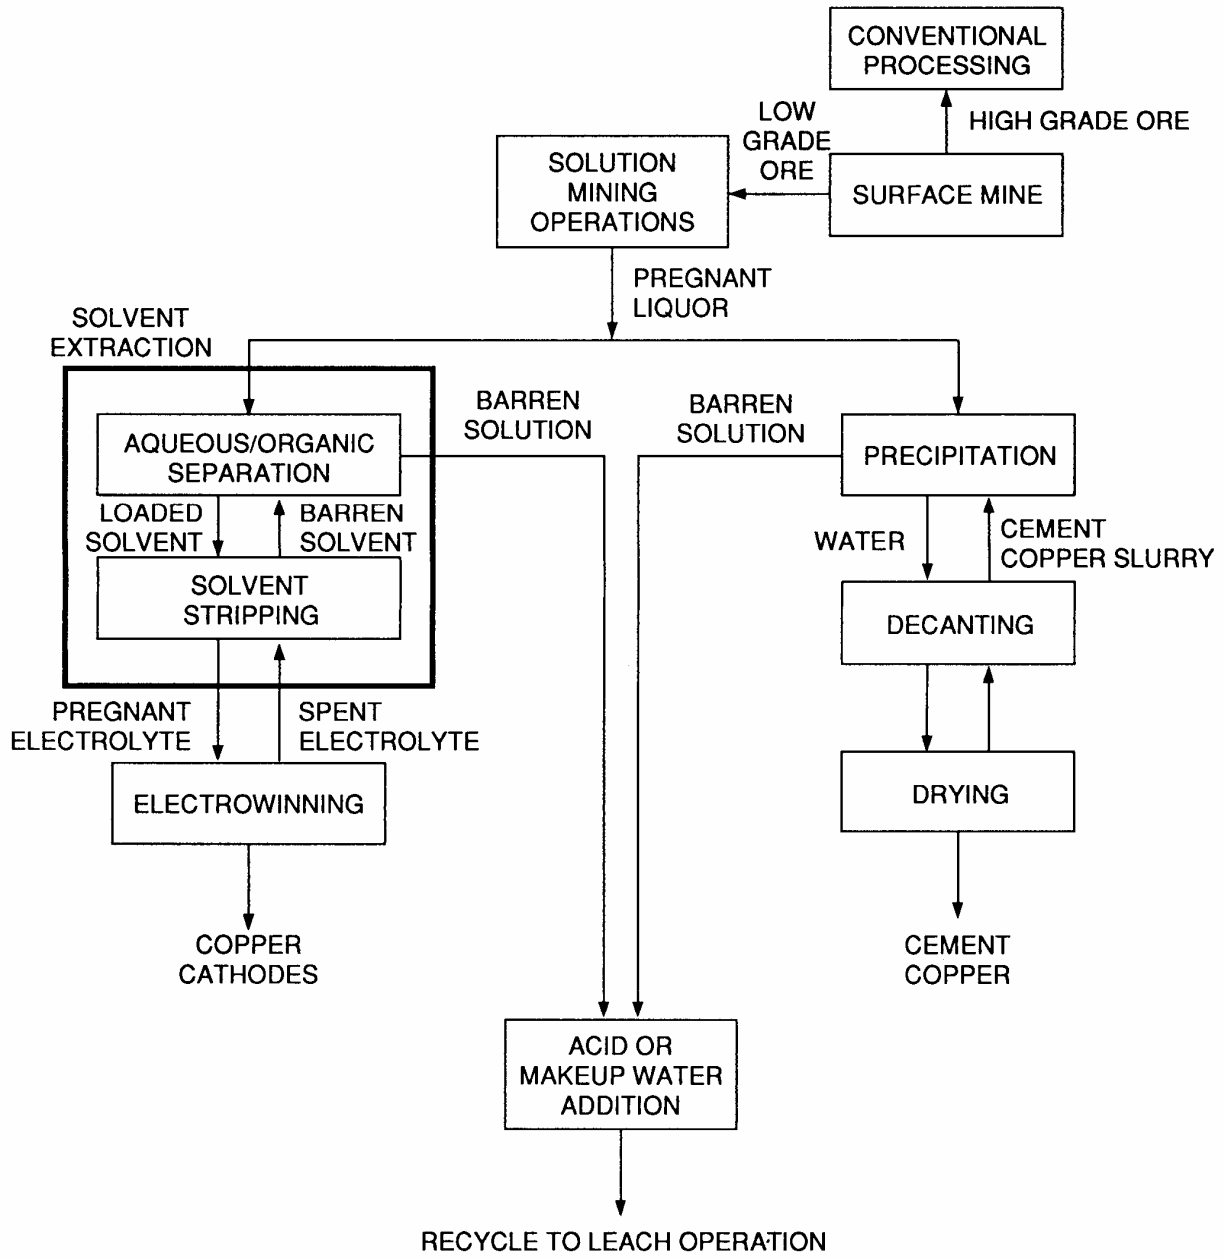 CONVENTIONAL
PROCESSING
LOW
GRADE
ORE
HIGH GRADE ORE
SOLUTION
MINING
OPERATIONS
SURFACE MINE
PREGNANT
LIQUOR
SOLVENT
EXTRACTION
BARREN
SOLUTION
BARREN
SOLUTION
AQUEOUS/ORGANIC
SEPARATION
PRECIPITATION
LOADED
SOLVENT
BARREN
SOLVENT
WATER
CEMENT
COPPER SLURRY
SOLVENT
STRIPPING
DECANTING
PREGNANT
ELECTROLYTE
SPENT
ELECTROLYTE
ELECTROWINNING
DRYING
COPPER
CATHODES
CEMENT
COPPER
ACID OR
MAKEUP WATER
ADDITION
RECYCLE TO LEACH OPERATION